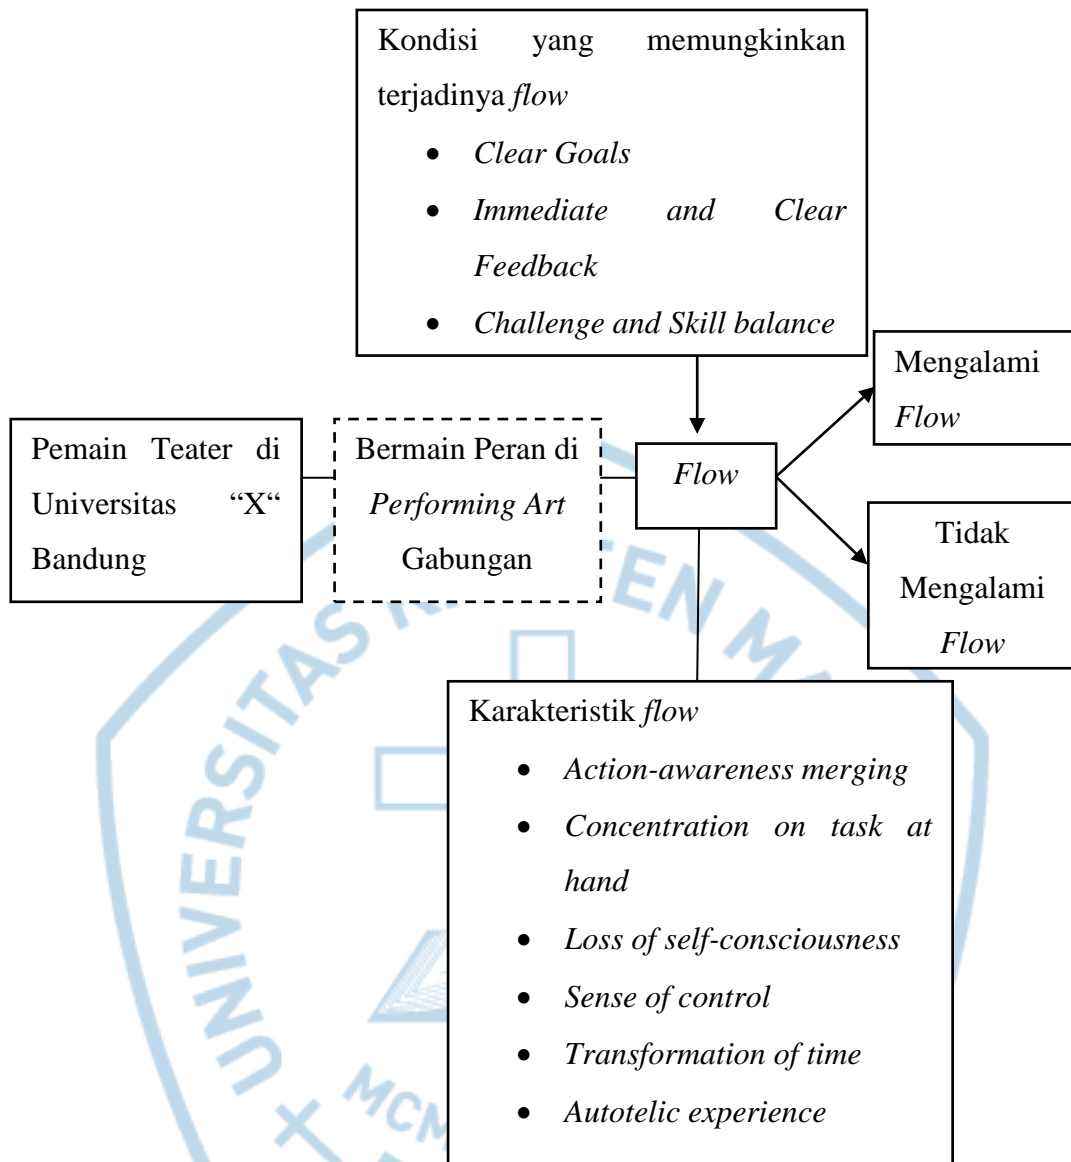 Kondisi yang memungkinkan
terjadinya flow
• Clear Goals
• Immediate and Clear
Feedback
• Challenge and Skill balance
Mengalami
Flow
Pemain Teater di
Universitas “X“
Bandung
Bermain Peran di
Performing Art
Gabungan
Flow
Tidak
Mengalami
Flow
Karakteristik flow
• Action-awareness merging
• Concentration on task at
hand
• Loss of self-consciousness
• Sense of control
• Transformation of time
• Autotelic experience
UNIVERSITAS